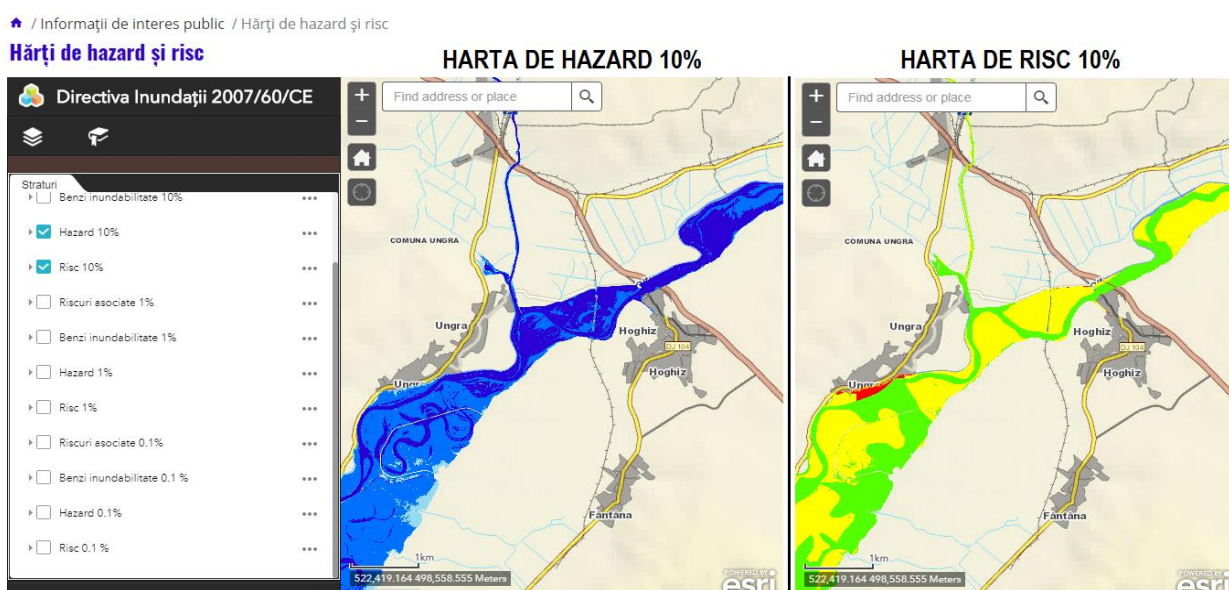 / Informații de interes public / Hărți de hazard și risc
Hărți de hazard și risc
HARTA DE HAZARD 10%
HARTA DE RISC 10%
Directiva Inundații 2007/60/CE
Straturi
Benzi inundabilitate 10%
Hazard 10%
Risc 10%
Riscuri asociate 1%
Benzi inundabilitate 1%
Hazard 1%
Risc 1%
Riscuri asociate 0.1%
Benzi inundabilitate 0.1 %
Hazard 0.1%
Risc 0.1 %
+
Find address or place
−
COMUNA UNGRA
Ungra
Hoghiz
DJ 104
Hoghiz
Ungra
Fântâna
1km
522,419.164 498,558.555 Meters
POWERED BY
esri
+
Find address or place
−
COMUNA UNGRA
Ungra
Hoghiz
DJ 104
Hoghiz
Ungra
Fântâna
1km
522,419.164 498,558.555 Meters
POWERED BY
esri